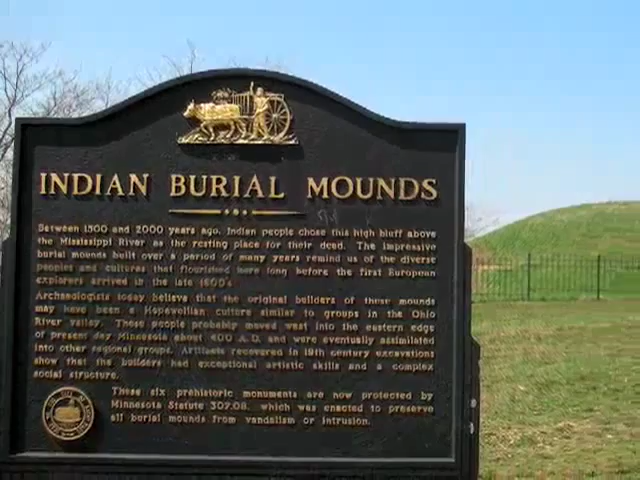 INDIAN BURIAL MOUNDS
Between 1500 and 2000 years ago, Indian people chose this high bluff above
the Mississippi River as the resting place for their dead. The impressive
burial mounds built over a period of many years remind us of the diverse
peoples and cultures that flourished here long before the first European
explorers arrived in the late 1600's
Archaeologists today believe that the original builders of these mounds
may have been a Hopewellian culture similar to groups in the Ohio
River valley. These people probably moved west into the eastern edge
of present day Minnesota about 400 A.D. and were eventually assimilated
into other regional groups. Artifacts recovered in 19th century excavations
show that the builders had exceptional artistic skills and a complex
social structure.
These six prehistoric monuments are now protected by
Minnesota Statute 307.08, which was enacted to preserve
all burial mounds from vandalism or intrusion.